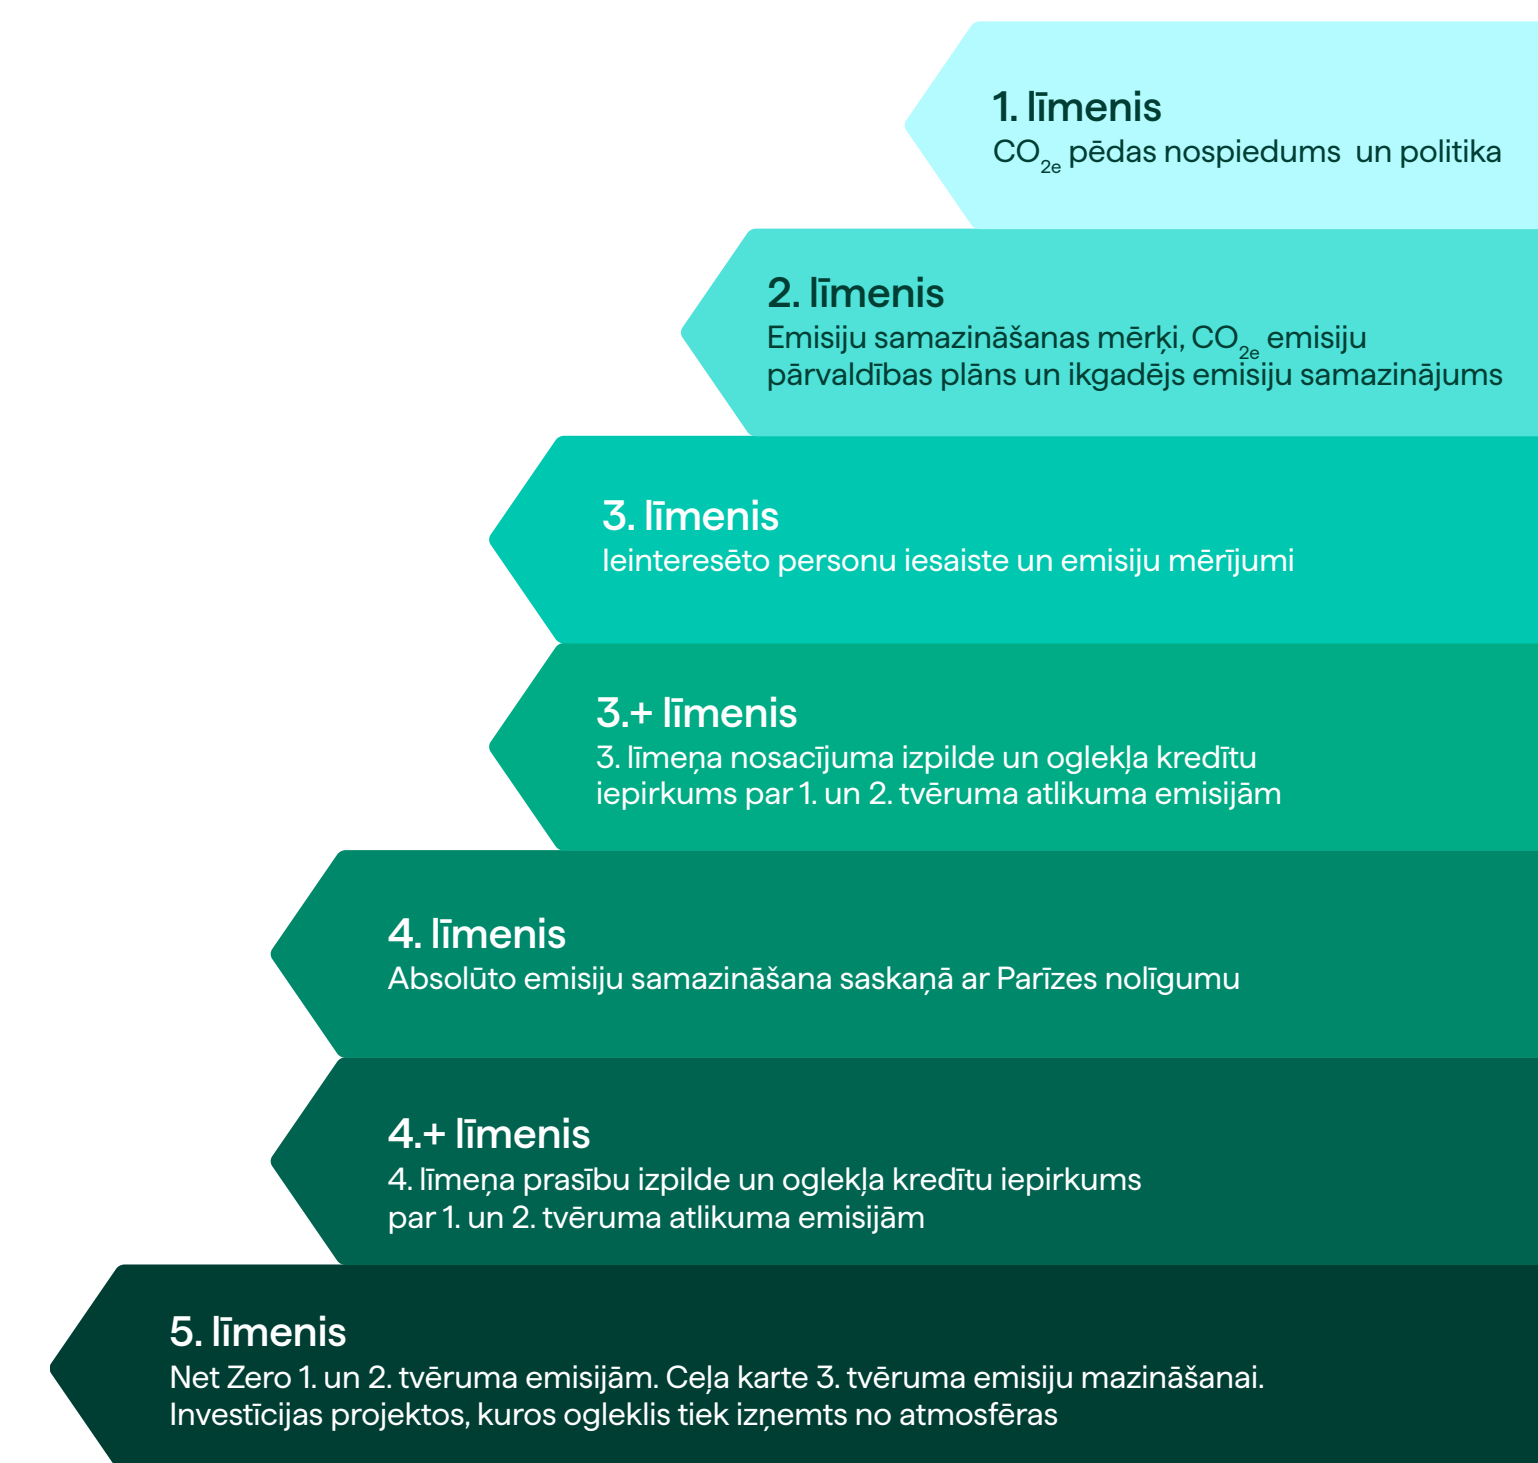 1. līmenis
CO2e pēdas nospiedums un politika
2. līmenis
Emisiju samazināšanas mērķi, CO2e emisiju
pārvaldības plāns un ikgadējs emisiju samazinājums
3. līmenis
Ieinteresēto personu iesaiste un emisiju mērījumi
3.+ līmenis
3. līmeņa nosacījuma izpilde un oglekļa kredītu
iepirkums par 1. un 2. tvēruma atlikuma emisijām
4. līmenis
Absolūto emisiju samazināšana saskaņā ar Parīzes nolīgumu
4.+ līmenis
4. līmeņa prasību izpilde un oglekļa kredītu iepirkums
par 1. un 2. tvēruma atlikuma emisijām
5. līmenis
Net Zero 1. un 2. tvēruma emisijām. Ceļa karte 3. tvēruma emisiju mazināšanai.
Investīcijas projektos, kuros ogleklis tiek izņemts no atmosfēras